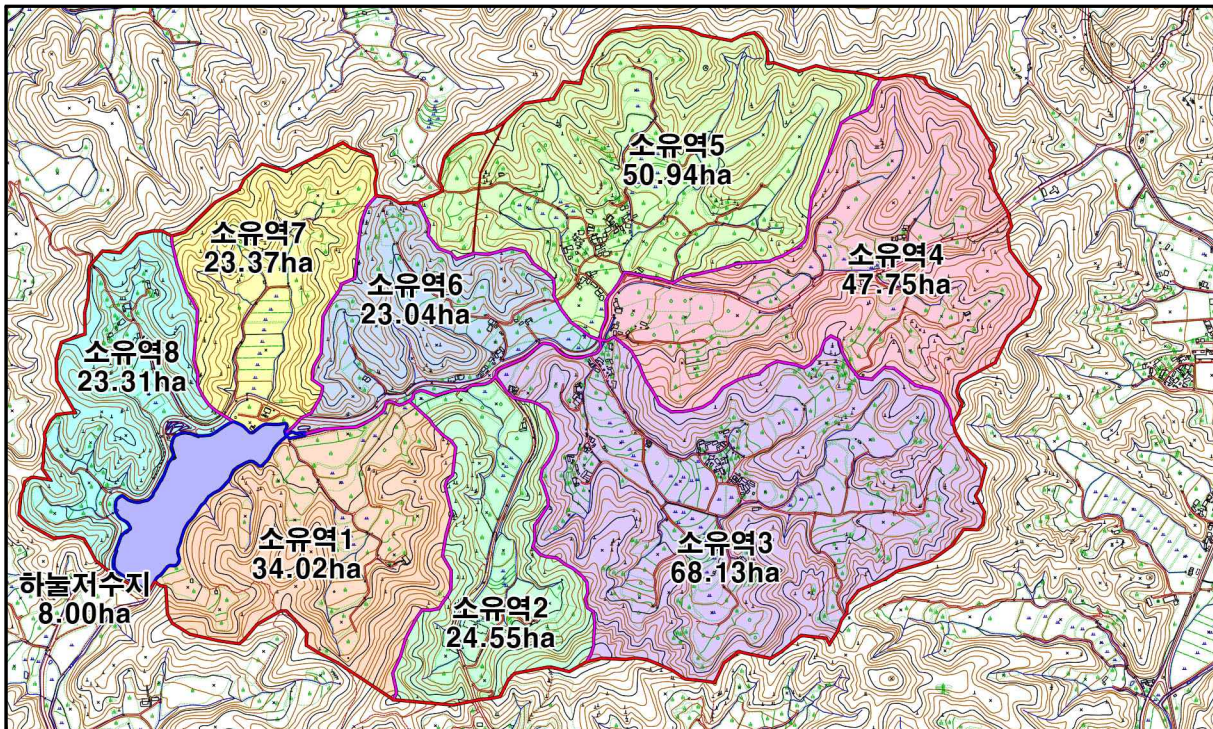 소유역5
50.94ha
소유역7
23.37ha
소유역4
47.75ha
소유역6
23.04ha
소유역8
23.31ha
소유역1
34.02ha
소유역3
68.13ha
하눌저수지
8.00ha
소유역2
24.55ha